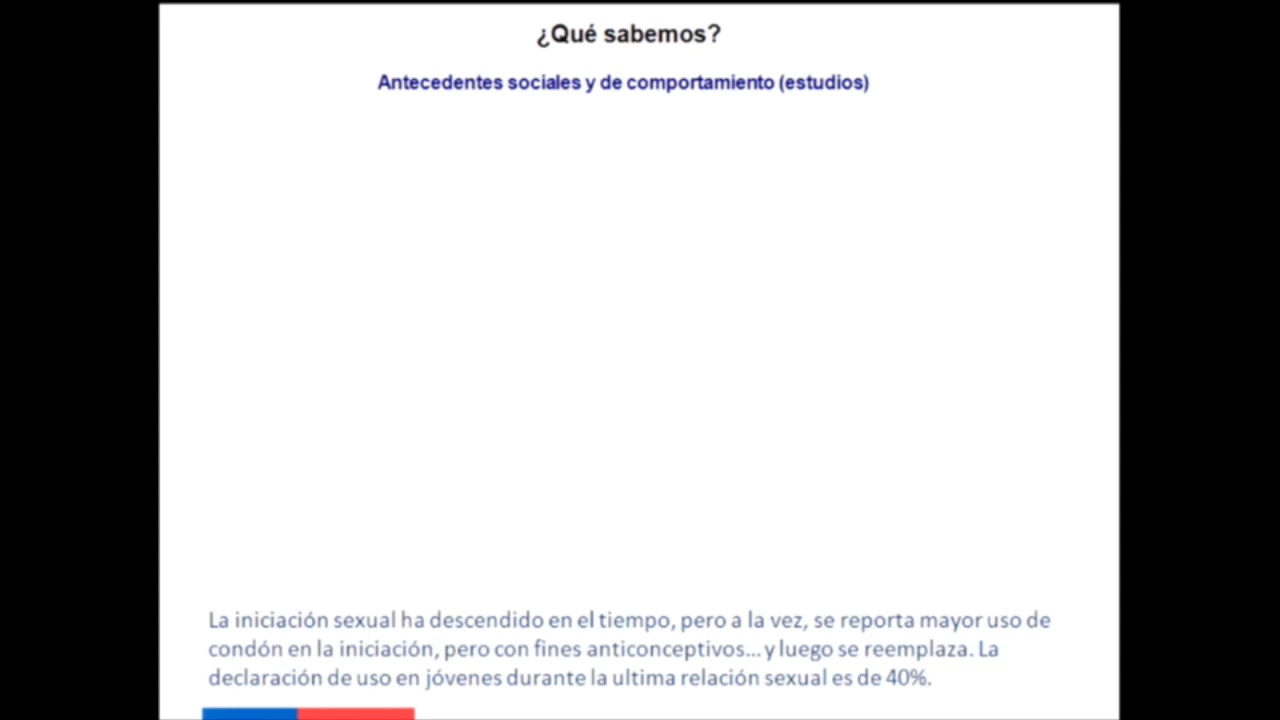 ¿Qué sabemos?
Antecedentes sociales y de comportamiento (estudios)
La iniciación sexual ha descendido en el tiempo, pero a la vez, se reporta mayor uso de
condón en la iniciación, pero con fines anticonceptivos... y luego se reemplaza. La
declaración de uso en jóvenes durante la ultima relación sexual es de 40%.